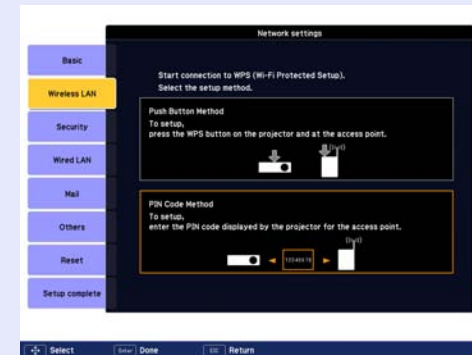 Network settings
Basic
Wireless LAN
Security
Wired LAN
Mail
Others
Reset
Setup complete
Start connection to WPS (Wi-Fi Protected Setup).
Select the setup method.
Push Button Method
To setup,
press the WPS button on the projector and at the access point.
PIN Code Method
To setup,
enter the PIN code displayed by the projector for the access point.
12345678
Select
Enter Done
ESC Return